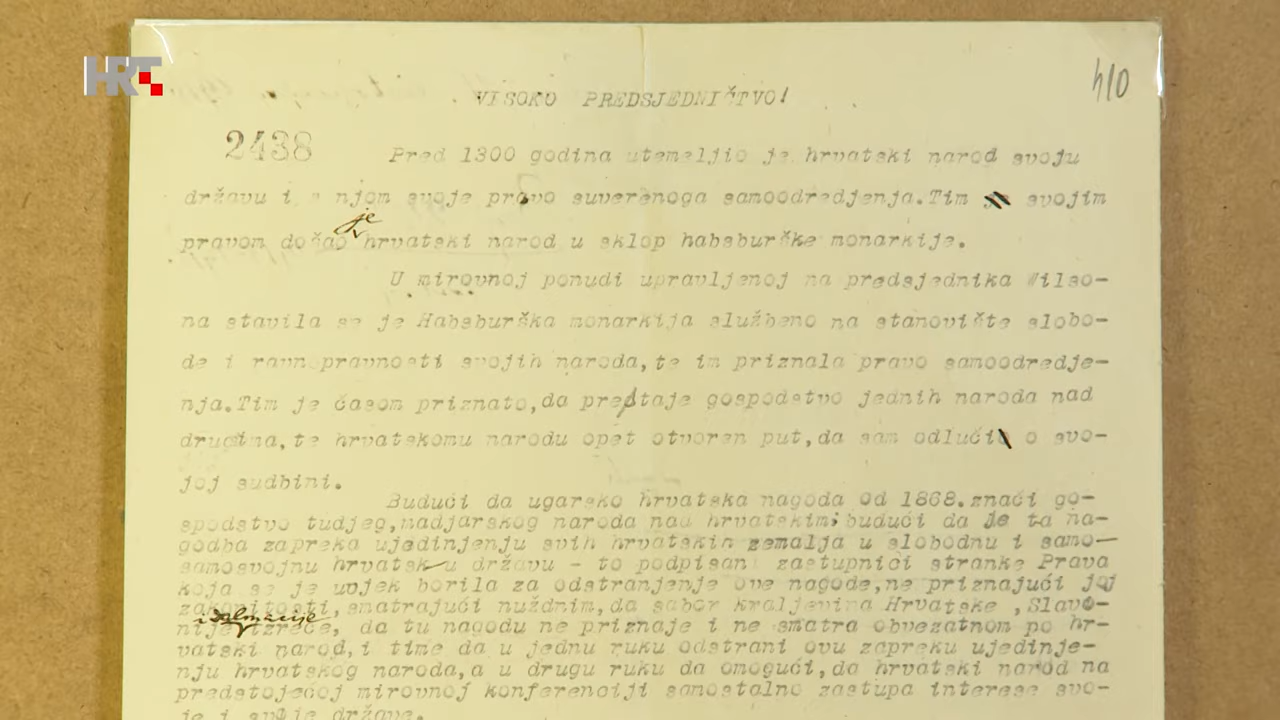 HRT
410
VISOKO PREDSJEDNIŠTVO!
2438
Pred 1300 godina utemeljio je hrvatski narod svoju
državu i s njom svoje pravo suverenoga samoodredjenja.Tim svojim
je
pravom došao hrvatski narod u sklop habsburške monarkije.
U mirovnoj ponudi upravljenoj na predsjednika Wilso-
na stavila se je Habsburška monarkija službeno na stanovište slobo-
de i ravnopravnosti svojih naroda,te im priznala pravo samoodredje-
nja.Tim je časom priznato,da prestaje gospodstvo jednih naroda nad
drugima,te hrvatskomu narodu opet otvoren put,da sam odluči o svo-
joj sudbini.
Budući da ugarsko hrvatska nagoda od 1868.znači go-
spodstvo tudjeg,madjarskog naroda nad hrvatskim;budući da je ta na-
godba zapreka ujedinjenju svih hrvatskih zemalja u slobodnu i samo-
samosvojnu hrvatsku državu - to podpisani zastupnici stranke Prava
koja se je uvjek borila za odstranjenje ove nagode,ne priznajući joj
zakonitosti,smatrajući nuždnim,da sabor Kraljevina Hrvatske ,Slavo-
i Dalmacije
nije izreče, da tu nagodu ne priznaje i ne smatra obvezatnom po hr-
vatski narod,i time da u jednu ruku odstrani ovu zapreku ujedinje-
nju hrvatskog naroda,a u drugu ruku da omogući,da hrvatski narod na
predstojećoj mirovnoj konferenciji samostalno zastupa interese svo-
je i svoje države.